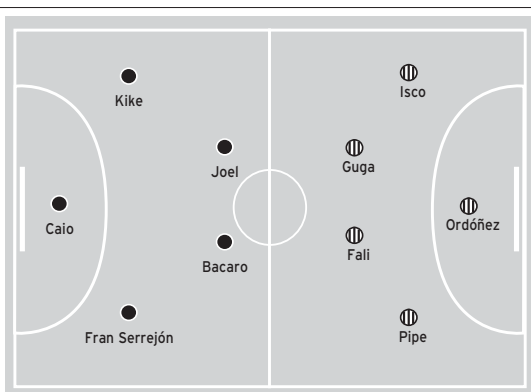 Kike
Joel
Caio
Bacaro
Fran Serrejón
Isco
Guga
Ordóñez
Fali
Pipe